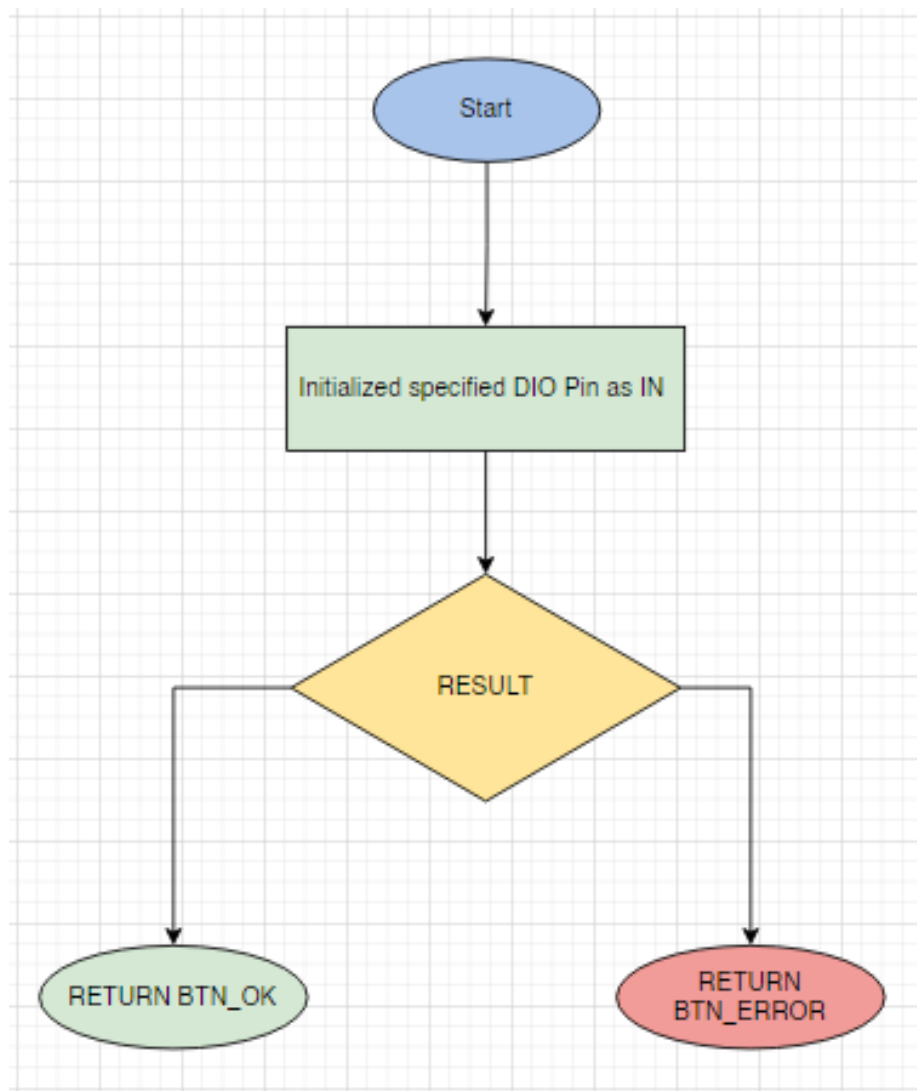 Start
Initialized specified DIO Pin as IN
RESULT
RETURN BTN_OK
RETURN
BTN_ERROR